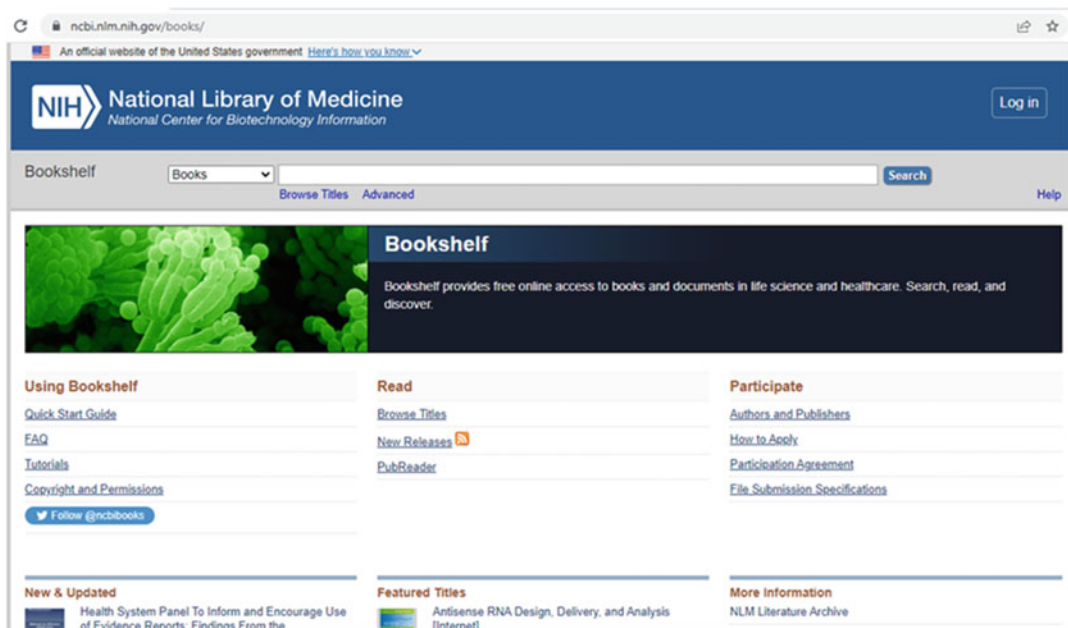 ncbi.nlm.nih.gov/books/
An official website of the United States government Here's how you know
NIH National Library of Medicine
National Center for Biotechnology Information
Log in
Bookshelf
Books
Search
Browse Titles Advanced
Help
Bookshelf
Bookshelf provides free online access to books and documents in life science and healthcare. Search, read, and
discover.
Using Bookshelf
Quick Start Guide
FAQ
Tutorials
Copyright and Permissions
Follow @ncbibooks
Read
Browse Titles
New Releases
PubReader
Participate
Authors and Publishers
How to Apply
Participation Agreement
File Submission Specifications
New & Updated
Health System Panel To Inform and Encourage Use
of Evidence Reports: Findings From the
Featured Titles
Antisense RNA Design, Delivery, and Analysis
[Internet]
More Information
NLM Literature Archive